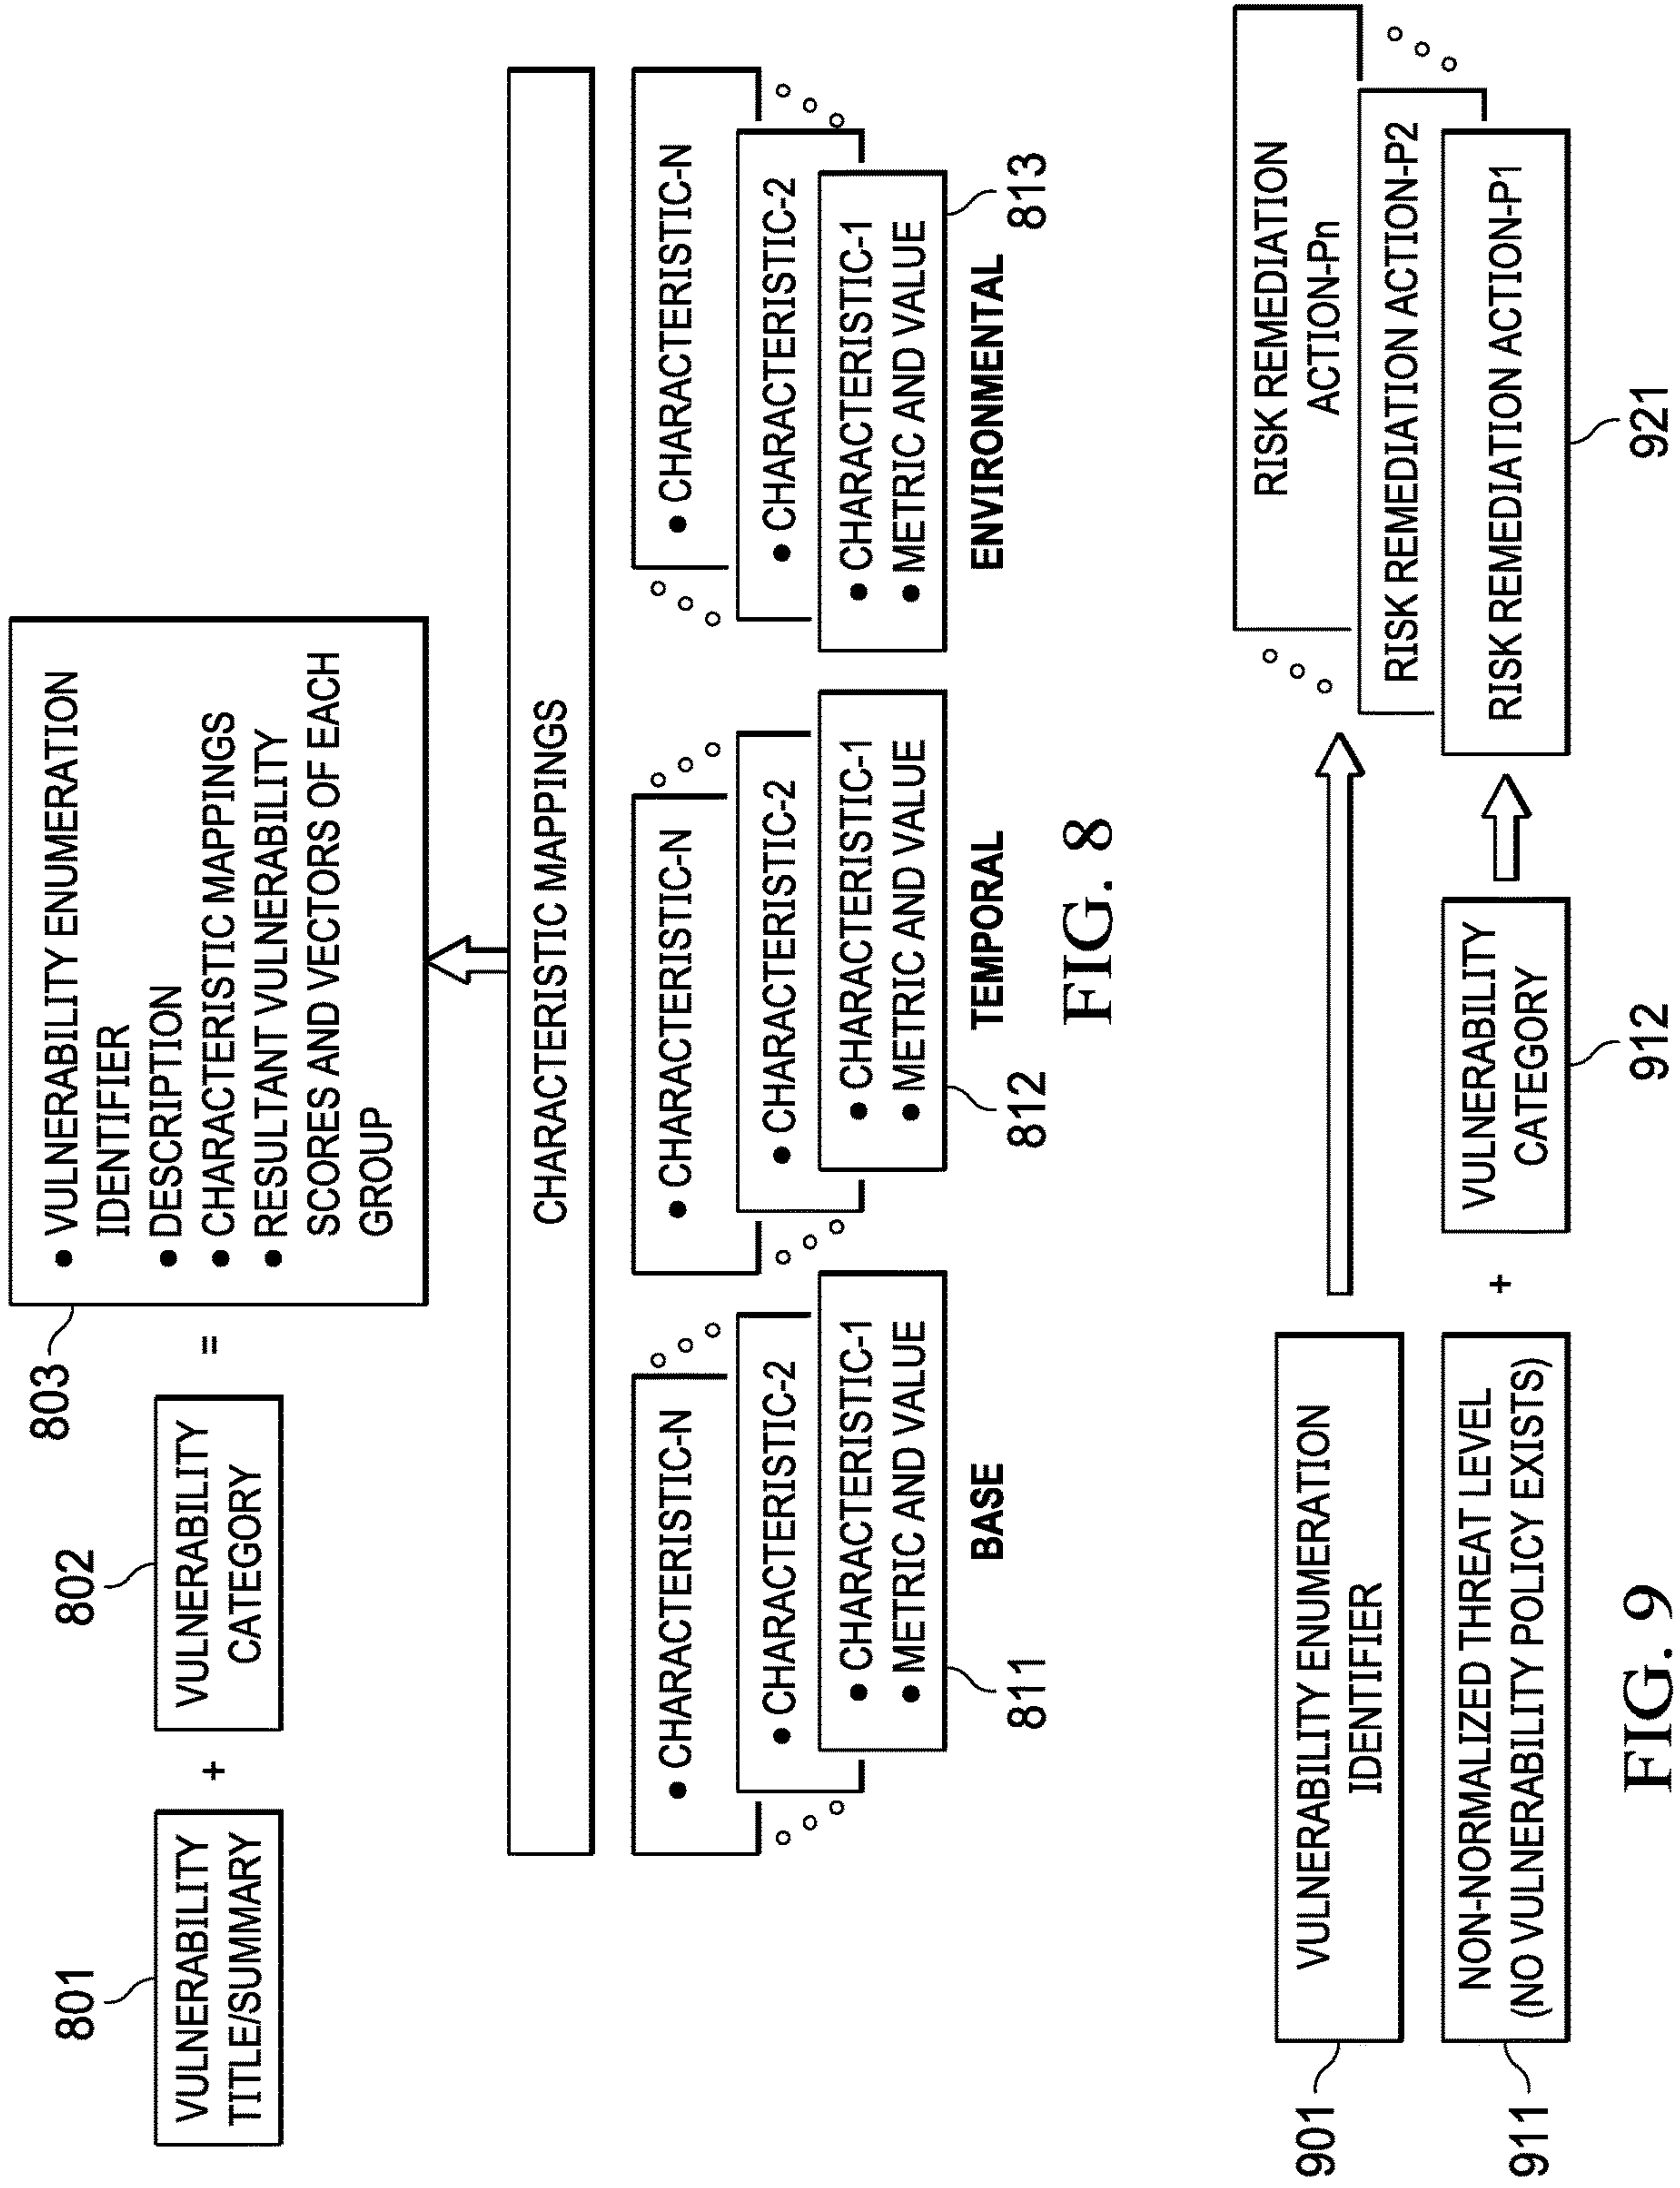 801
VULNERABILITY
TITLE/SUMMARY
+
802
VULNERABILITY
CATEGORY
=
803
• VULNERABILITY ENUMERATION
IDENTIFIER
• DESCRIPTION
• CHARACTERISTIC MAPPINGS
• RESULTANT VULNERABILITY
SCORES AND VECTORS OF EACH
GROUP
CHARACTERISTIC MAPPINGS
• CHARACTERISTIC-N
• CHARACTERISTIC-2
• CHARACTERISTIC-1
• METRIC AND VALUE
811
BASE
• CHARACTERISTIC-N
• CHARACTERISTIC-2
• CHARACTERISTIC-1
• METRIC AND VALUE
812
TEMPORAL
• CHARACTERISTIC-N
• CHARACTERISTIC-2
• CHARACTERISTIC-1
• METRIC AND VALUE
813
ENVIRONMENTAL
FIG. 8
901
VULNERABILITY ENUMERATION
IDENTIFIER
911
NON-NORMALIZED THREAT LEVEL
(NO VULNERABILITY POLICY EXISTS)
+
VULNERABILITY
CATEGORY
912
RISK REMEDIATION
ACTION-Pn
RISK REMEDIATION ACTION-P2
RISK REMEDIATION ACTION-P1
921
FIG. 9